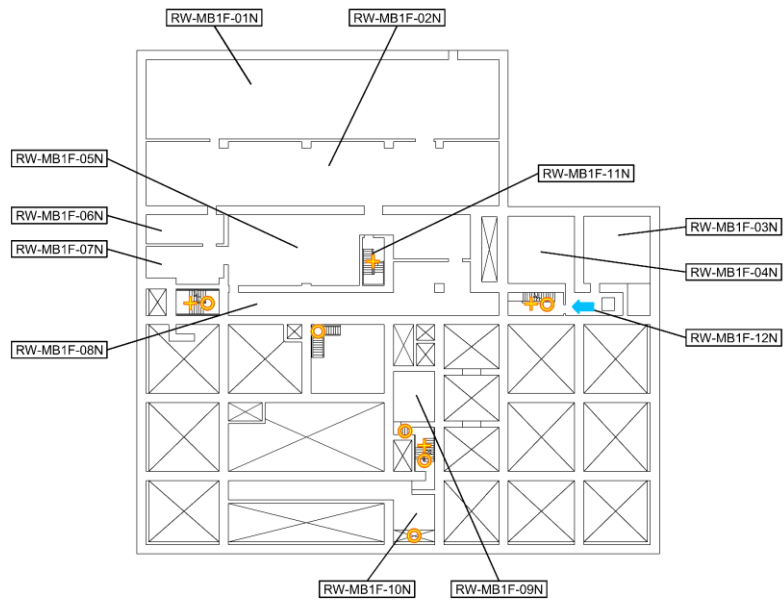 RW-MB1F-01N
RW-MB1F-02N
RW-MB1F-05N
RW-MB1F-11N
RW-MB1F-06N
RW-MB1F-03N
RW-MB1F-07N
RW-MB1F-04N
RW-MB1F-12N
RW-MB1F-08N
RW-MB1F-10N
RW-MB1F-09N